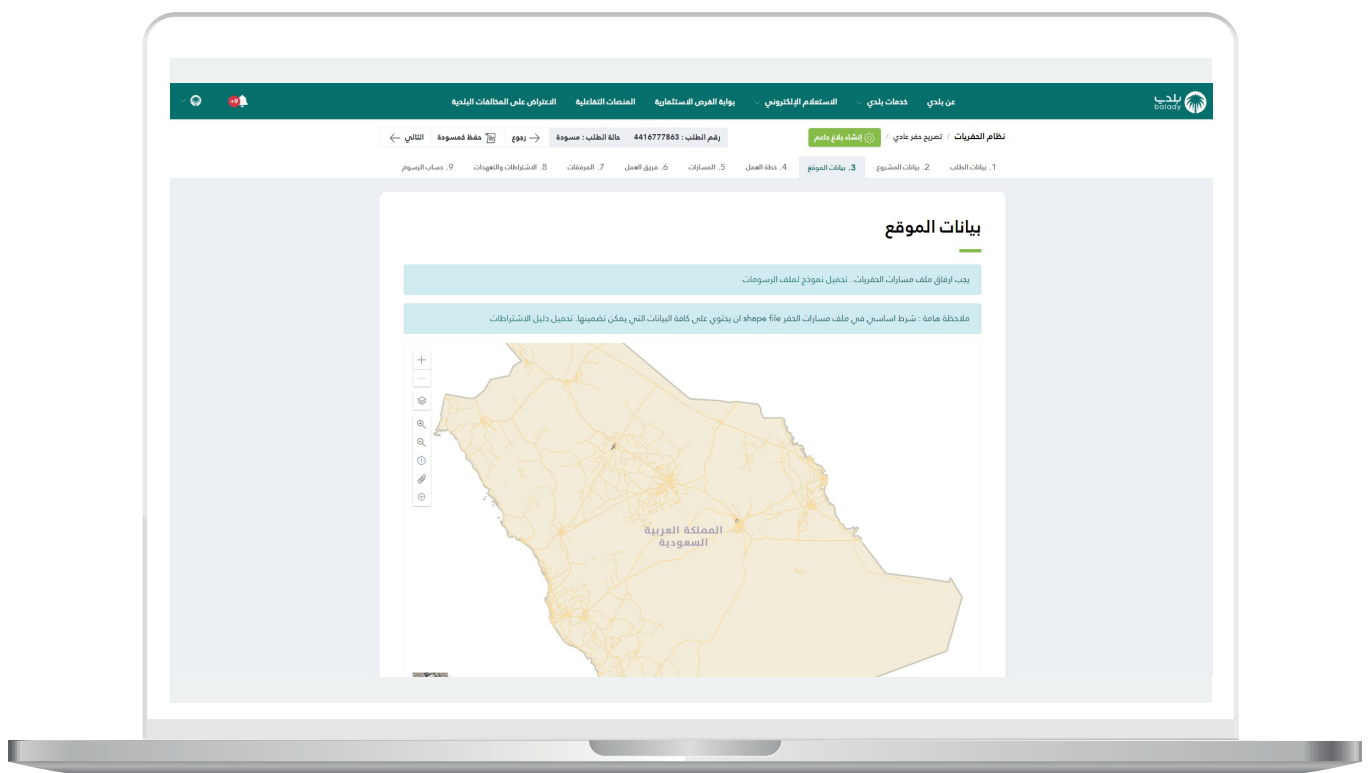 بلدي
balady
عن بلدي
خدمات بلدي
الاستعلام الإلكتروني
بوابة الفرص الاستثمارية
المنصات التفاعلية
الاعتراض على المخالفات البلدية
+9
نظام الحفريات / تصريح حفر عادي /
إنشاء بلاغ داعم
رقم الطلب : 4416777863
حالة الطلب : مسودة
رجوع
حفظ كمسودة
التالي
1. بيانات الطلب
2. بيانات المشروع
3. بيانات الموقع
4. خطة العمل
5. المسارات
6. فريق العمل
7. المرفقات
8. الاشتراطات والتعهدات
9. حساب الرسوم
بيانات الموقع
يجب ارفاق ملف مسارات الحفريات . تحميل نموذج لملف الرسومات
ملاحظة هامة : شرط اساسي في ملف مسارات الحفر shape file ان يحتوي على كافة البيانات التي يمكن تضمينها. تحميل دليل الاشتراطات
المملكة العربية
السعودية